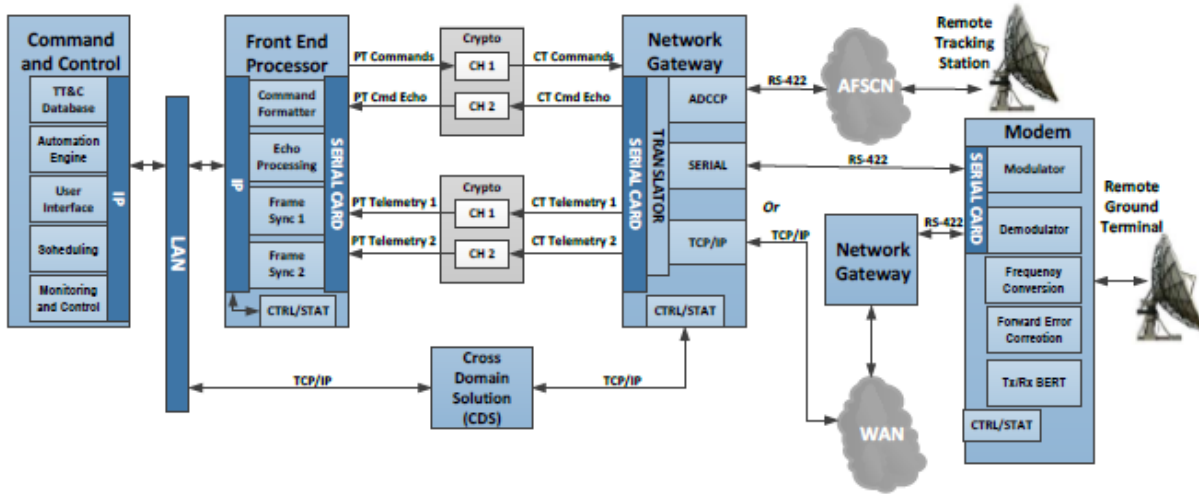 Command
and Control
TT&C
Database
Automation
Engine
User
Interface
Soheduling
Monitoring
and Control
IP
LAN
Front End
Processor
IP
Command
Formatter
Echo
Processing
Frame
Sync 1
Frame
Sync 2
CTRL/STAT
SERIAL CARD
PT Commands
PT Cmd Echo
PT Telemetry 1
PT Telemetry 2
Crypto
CH 1
CH 2
Crypto
CH 1
CH 2
CT Commands
CT Cmd Echo
CT Telemetry 1
CT Telemetry 2
Network
Gateway
SERIAL CARD
TRANSLATOR
ADCCP
SERIAL
TCP/IP
CTRL/STAT
TCP/IP
Cross
Domain
Solution
(CDS)
TCP/IP
RS-422
AFSCN
Remote
Tracking
Station
RS-422
Or
TCP/IP
Network
Gateway
RS-422
WAN
Modem
SERIAL CARD
Modulator
Demodulator
Frequency
Conversion
Forward Error
Correotion
Tx/Rx BERT
CTRL/STAT
Remote
Ground
Terminal